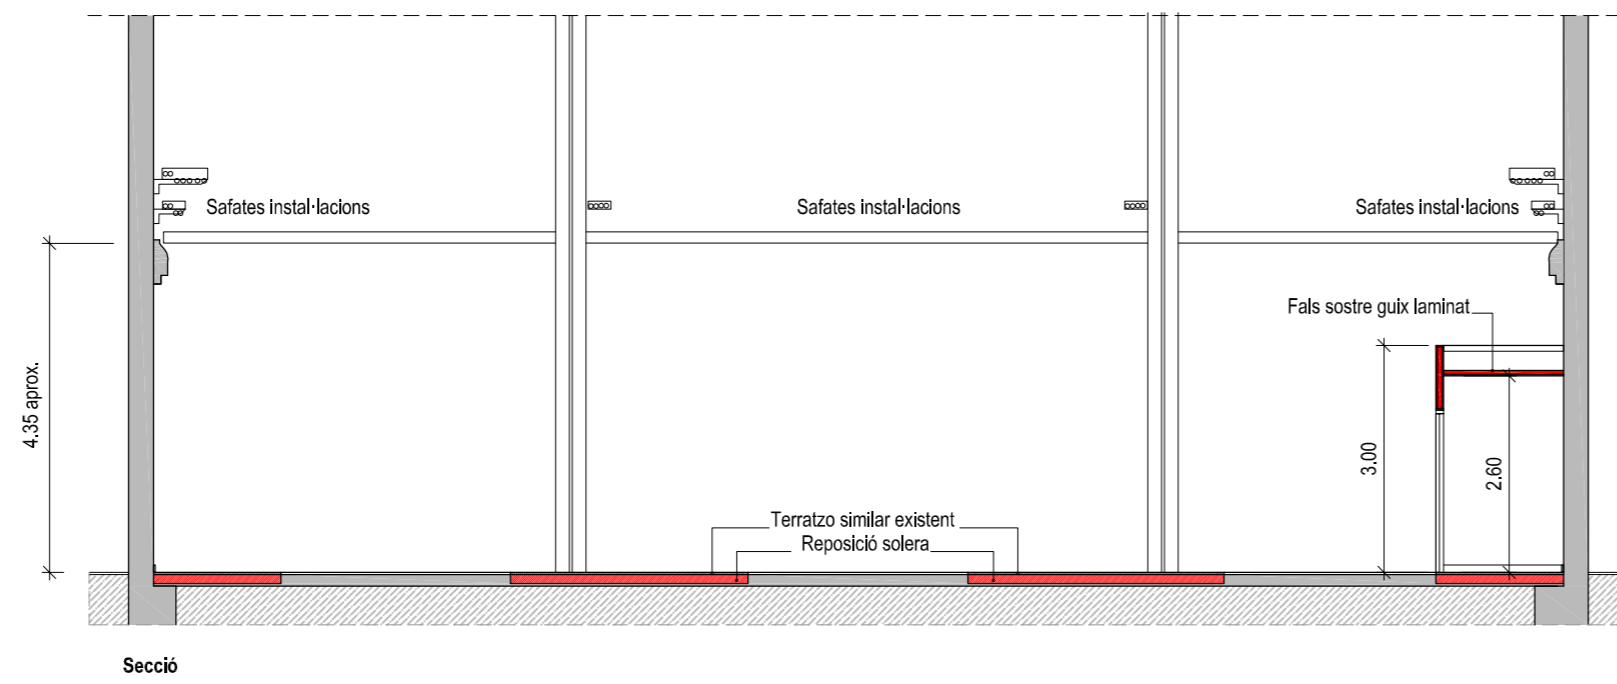 Safates instal·lacions
Safates instal·lacions
Safates instal·lacions
Fals sostre guix laminat
4.35 aprox.
3.00
2.60
Terratzo similar existent
Reposició solera
Secció